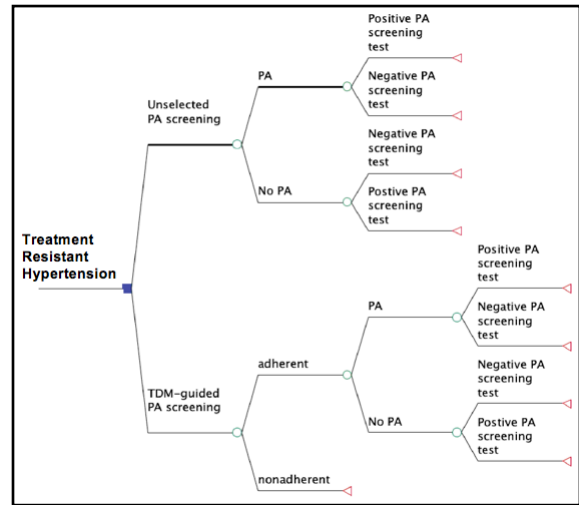 Positive PA
screening
test
PA
Negative PA
screening
test
Unselected
PA screening
Negative PA
screening
test
No PA
Postive PA
screening
test
Treatment
Resistant
Hypertension
Positive PA
screening
test
PA
Negative PA
screening
test
adherent
Negative PA
screening
test
TDM-guided
PA screening
No PA
Postive PA
screening
test
nonadherent